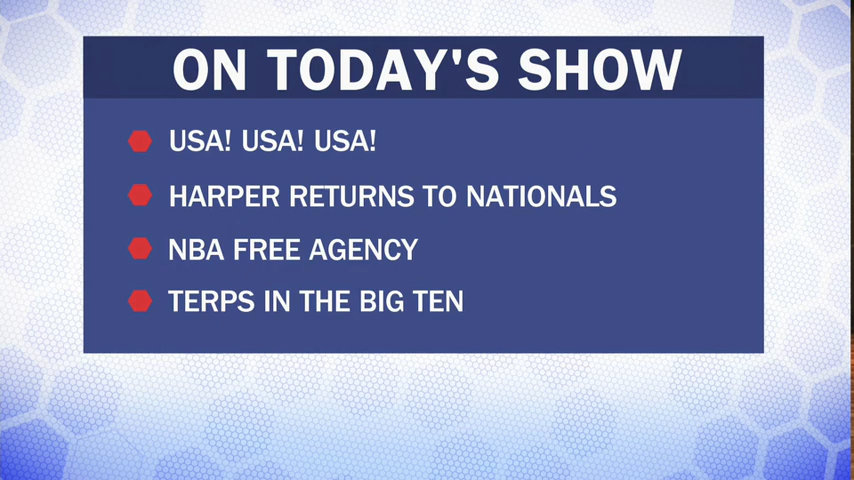 ON TODAY'S SHOW
USA! USA! USA!
HARPER RETURNS TO NATIONALS
NBA FREE AGENCY
TERPS IN THE BIG TEN